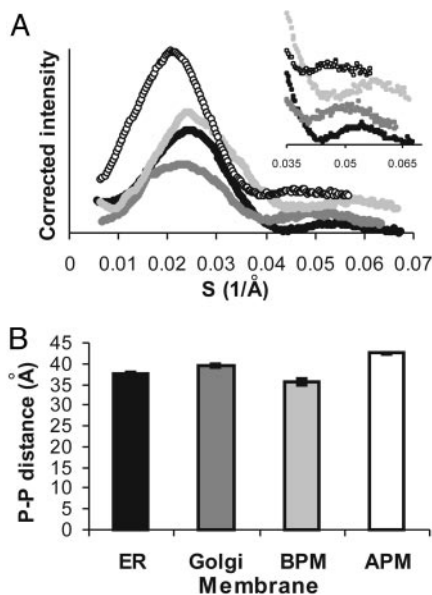 A
Corrected intensity
0.035
0.05
0.065
0
0.01
0.02
0.03
0.04
0.05
0.06
0.07
S (1/Å)
B
P-P distance (Å)
45
40
35
30
25
20
15
10
5
0
ER
Golgi
BPM
APM
Membrane